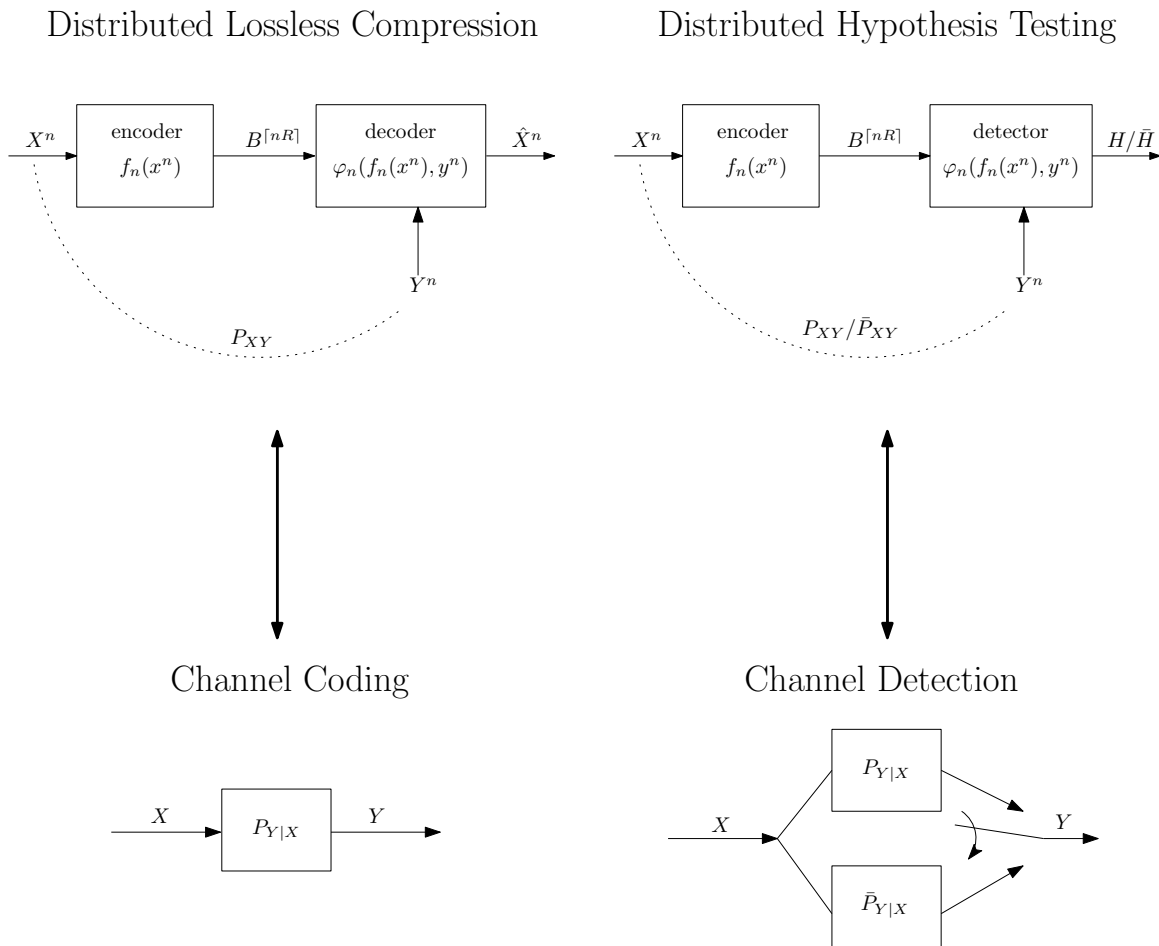 Distributed Lossless Compression
X^n
encoder
f_n(x^n)
B^{⌈nR⌉}
decoder
φ_n(f_n(x^n), y^n)
X̂^n
Y^n
P_{XY}
Distributed Hypothesis Testing
X^n
encoder
f_n(x^n)
B^{⌈nR⌉}
detector
φ_n(f_n(x^n), y^n)
H/H̄
Y^n
P_{XY}/P̄_{XY}
Channel Coding
X
P_{Y|X}
Y
Channel Detection
P_{Y|X}
X
Y
P̄_{Y|X}